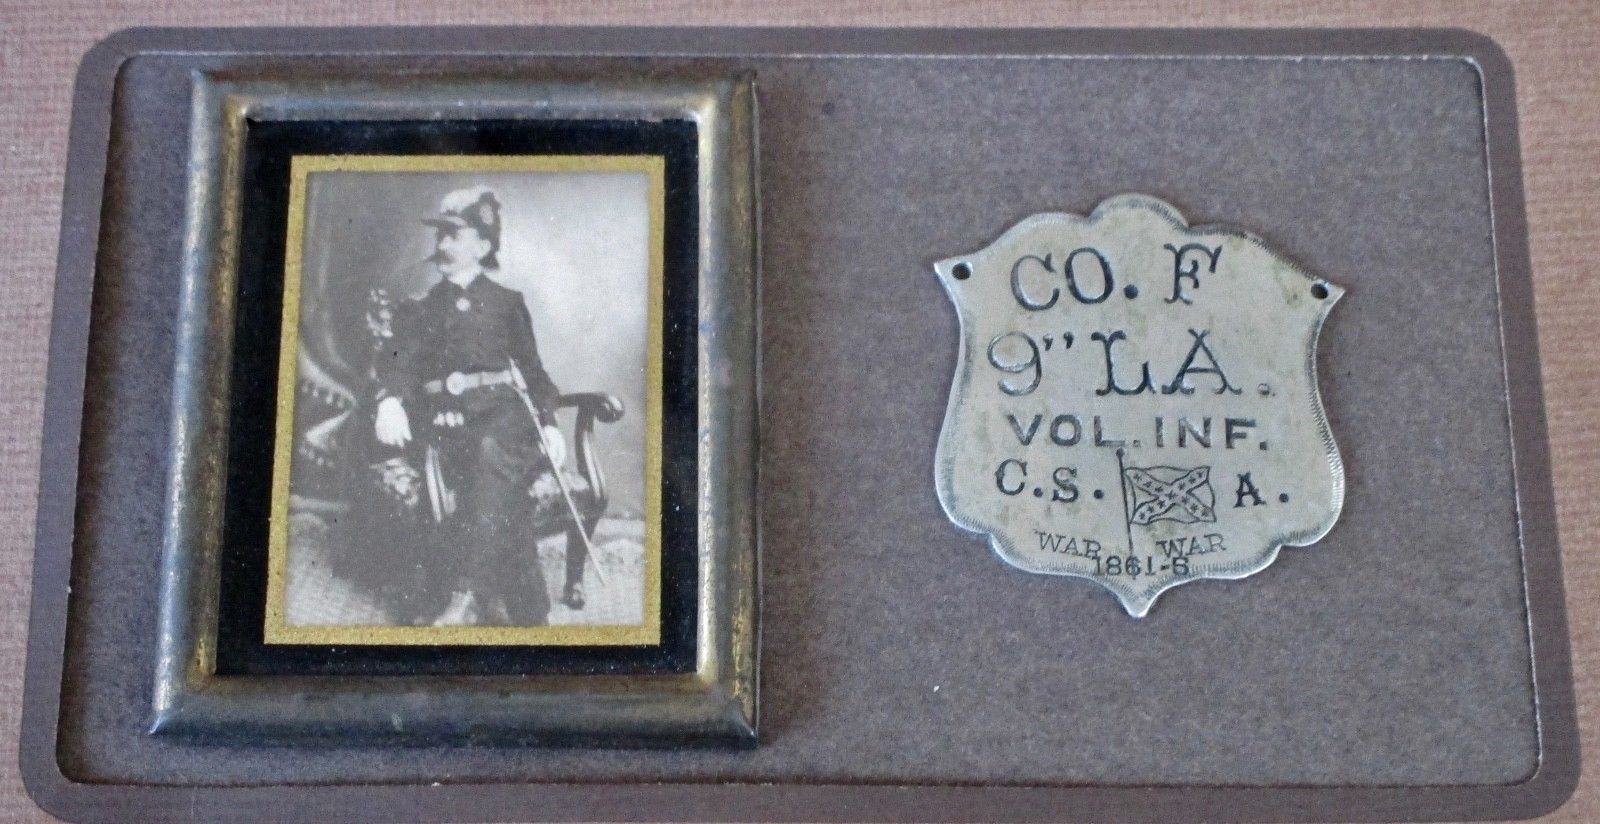 CO. F
9" LA.
VOL. INF.
C.S. A.
WAR WAR
1861-5